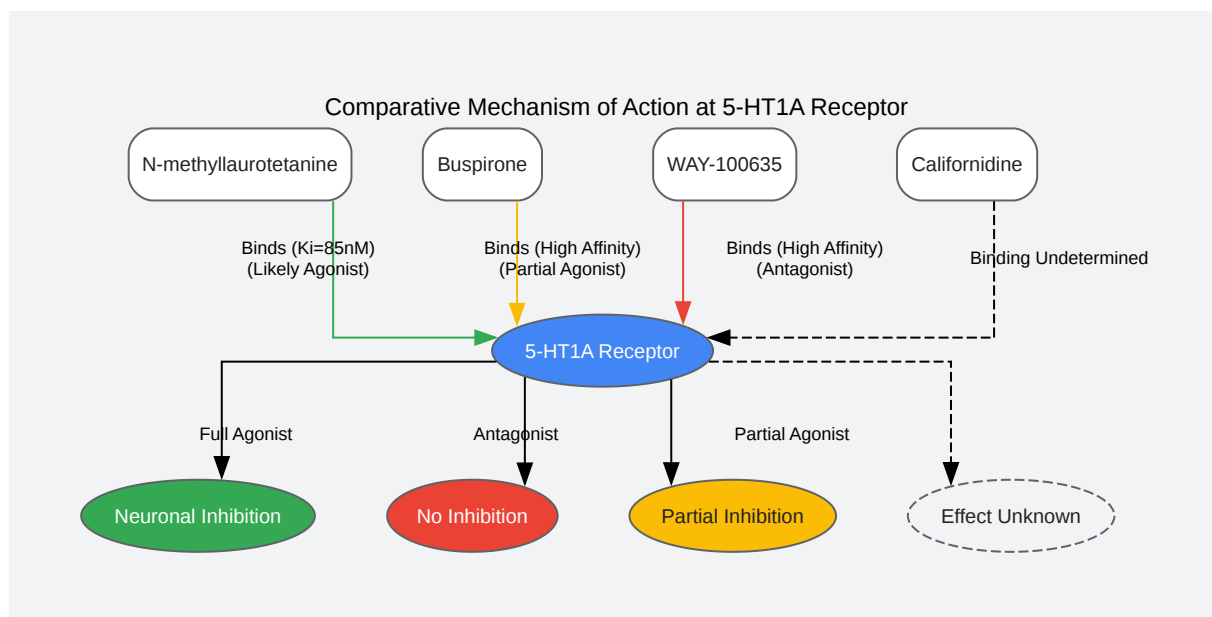 Comparative Mechanism of Action at 5-HT1A Receptor
N-methyllaurotetanine
Buspirone
WAY-100635
Californidine
Binds (Ki=85nM)
(Likely Agonist)
Binds (High Affinity)
(Partial Agonist)
Binds (High Affinity)
(Antagonist)
Binding Undetermined
5-HT1A Receptor
Full Agonist
Antagonist
Partial Agonist
Neuronal Inhibition
No Inhibition
Partial Inhibition
Effect Unknown